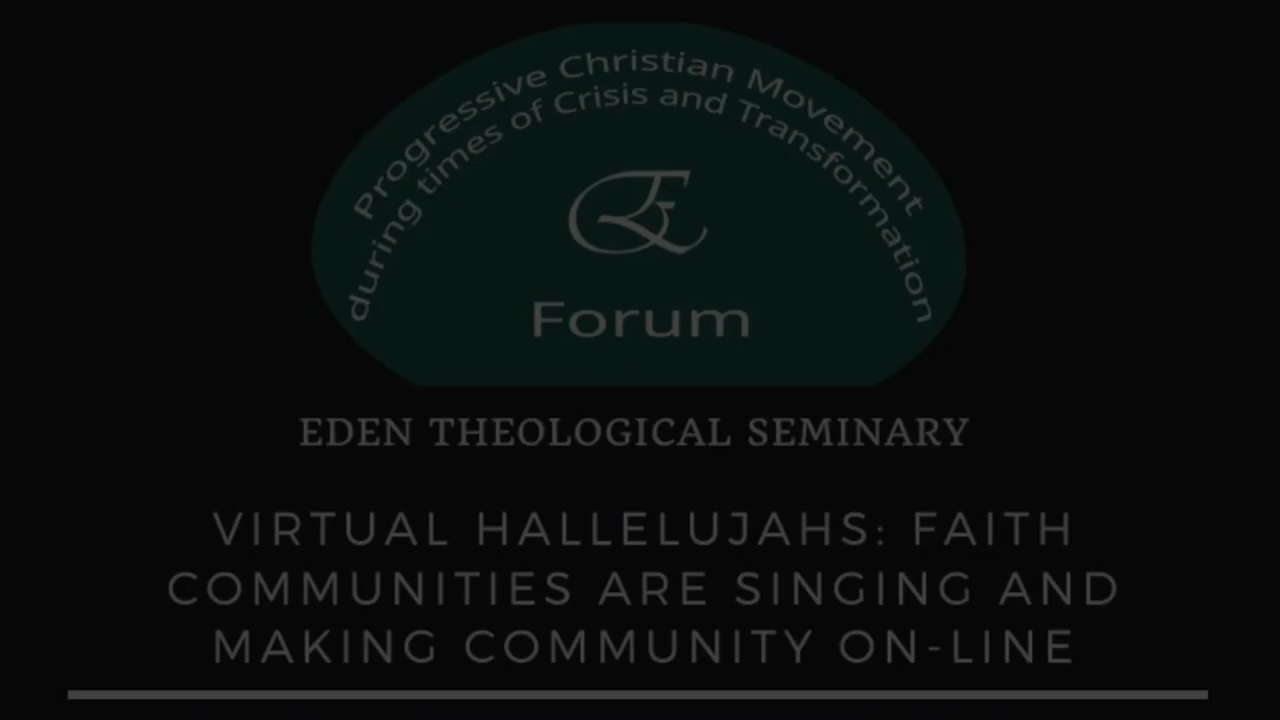 Progressive Christian Movement
during times of Crisis and Transformation
E
Forum
EDEN THEOLOGICAL SEMINARY
VIRTUAL HALLELUJAHS: FAITH
COMMUNITIES ARE SINGING AND
MAKING COMMUNITY ON-LINE